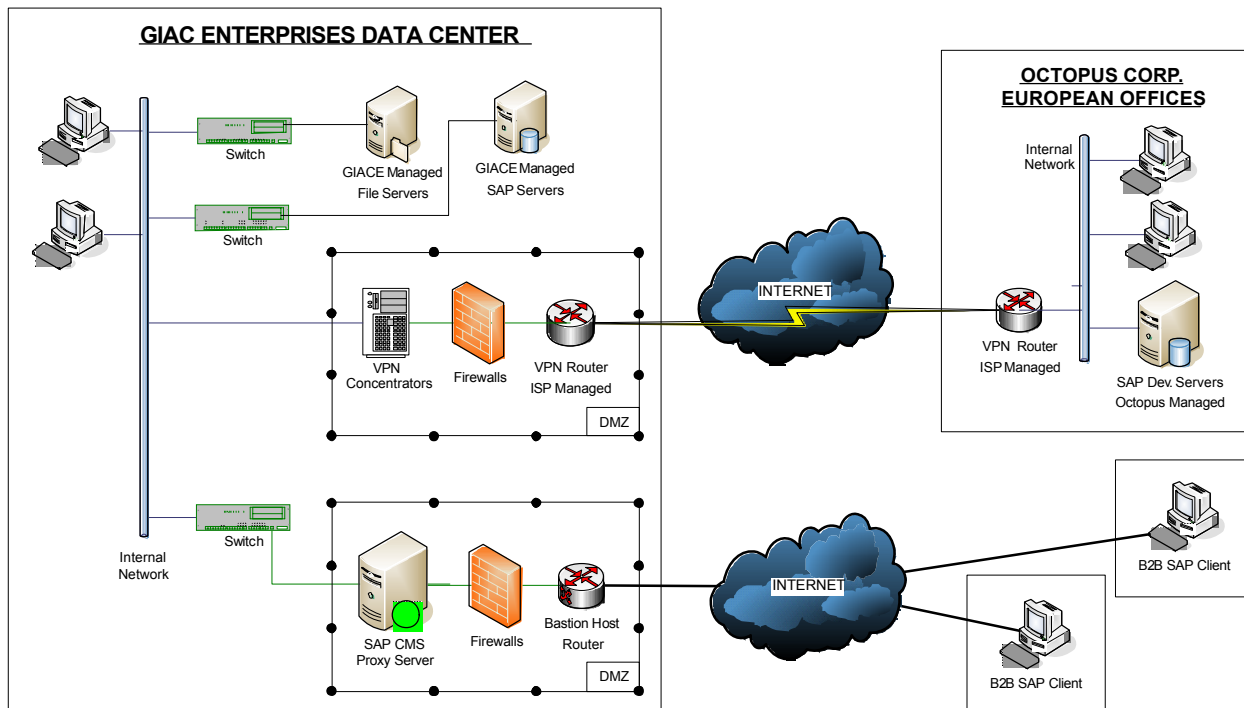 GIAC ENTERPRISES DATA CENTER
Switch
GIACE Managed
File Servers
GIACE Managed
SAP Servers
Switch
VPN
Concentrators
Firewalls
VPN Router
ISP Managed
DMZ
INTERNET
OCTOPUS CORP.
EUROPEAN OFFICES
Internal
Network
VPN Router
ISP Managed
SAP Dev. Servers
Octopus Managed
Switch
Internal
Network
SAP CMS
Proxy Server
Firewalls
Bastion Host
Router
DMZ
INTERNET
B2B SAP Client
B2B SAP Client